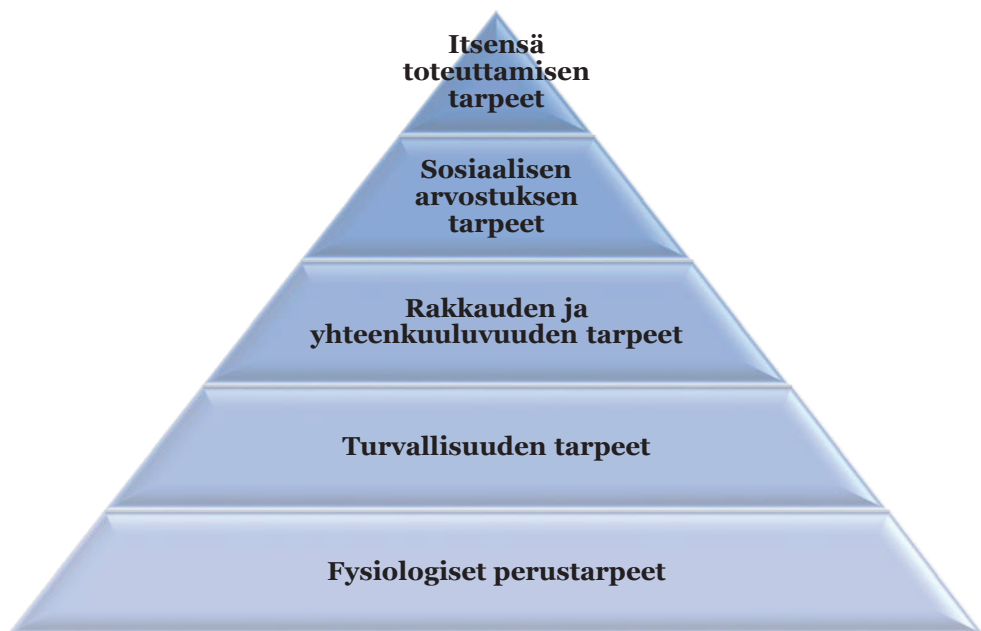 Itsensä
toteuttamisen
tarpeet
Sosiaalisen
arvostuksen
tarpeet
Rakkauden ja
yhteenkuuluvuuden tarpeet
Turvallisuuden tarpeet
Fysiologiset perustarpeet